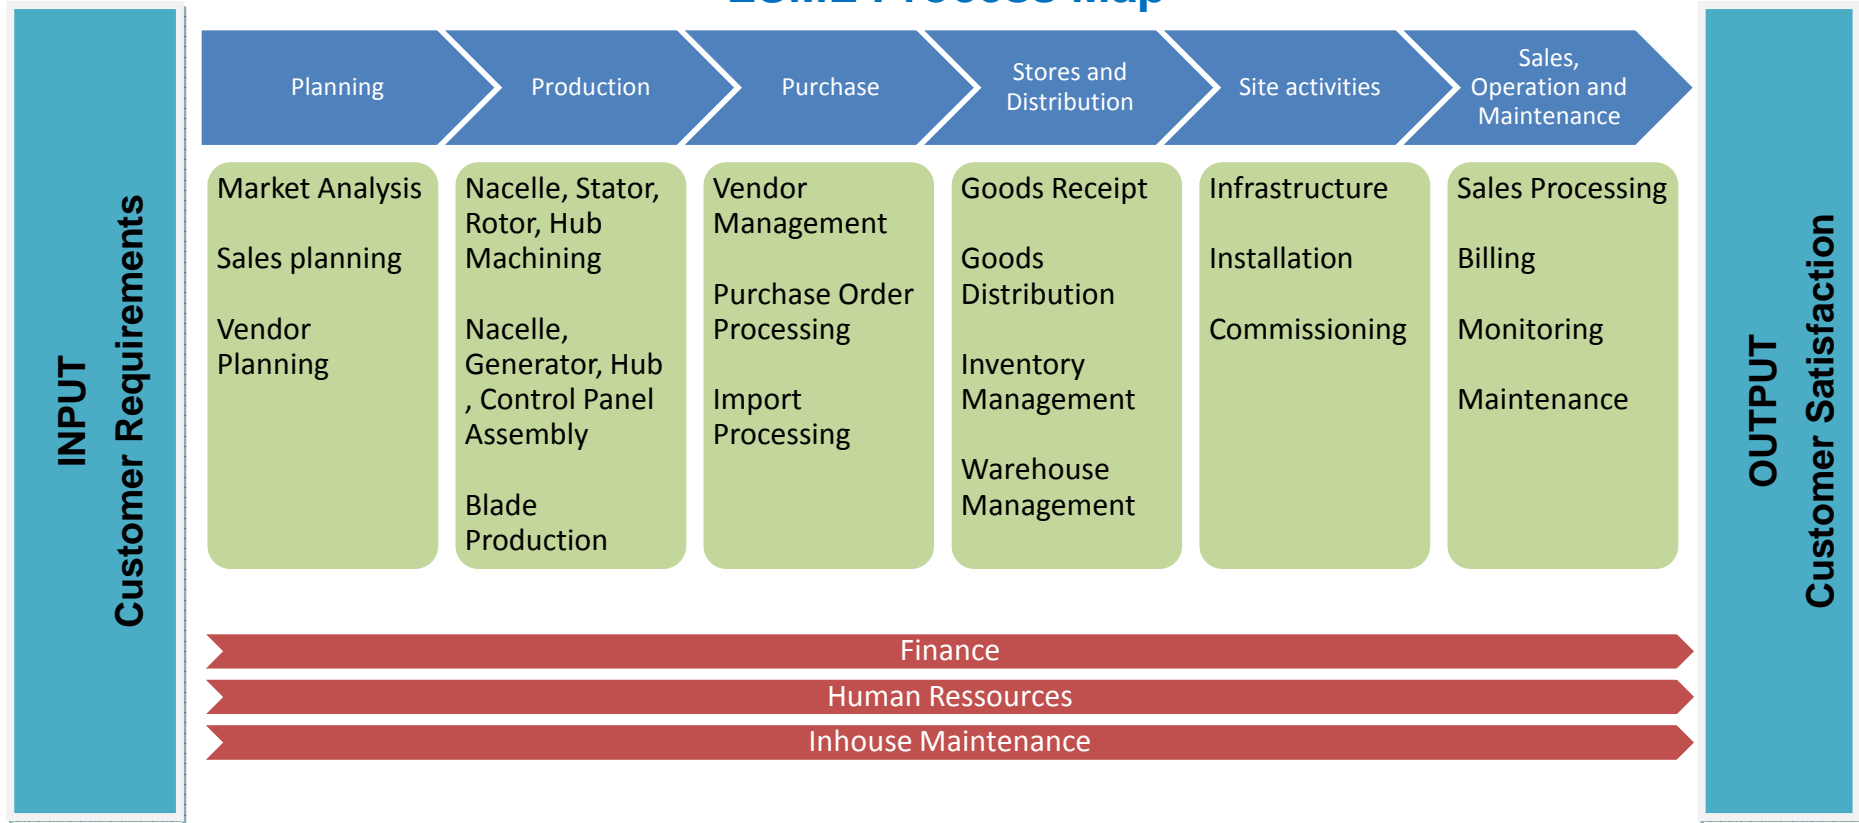 Process Map
INPUT
Customer Requirements
Planning
Production
Purchase
Stores and
Distribution
Site activities
Sales,
Operation and
Maintenance
Market Analysis
Sales planning
Vendor
Planning
Nacelle, Stator,
Rotor, Hub
Machining
Nacelle,
Generator, Hub
, Control Panel
Assembly
Blade
Production
Vendor
Management
Purchase Order
Processing
Import
Processing
Goods Receipt
Goods
Distribution
Inventory
Management
Warehouse
Management
Infrastructure
Installation
Commissioning
Sales Processing
Billing
Monitoring
Maintenance
Finance
Human Ressources
Inhouse Maintenance
OUTPUT
Customer Satisfaction